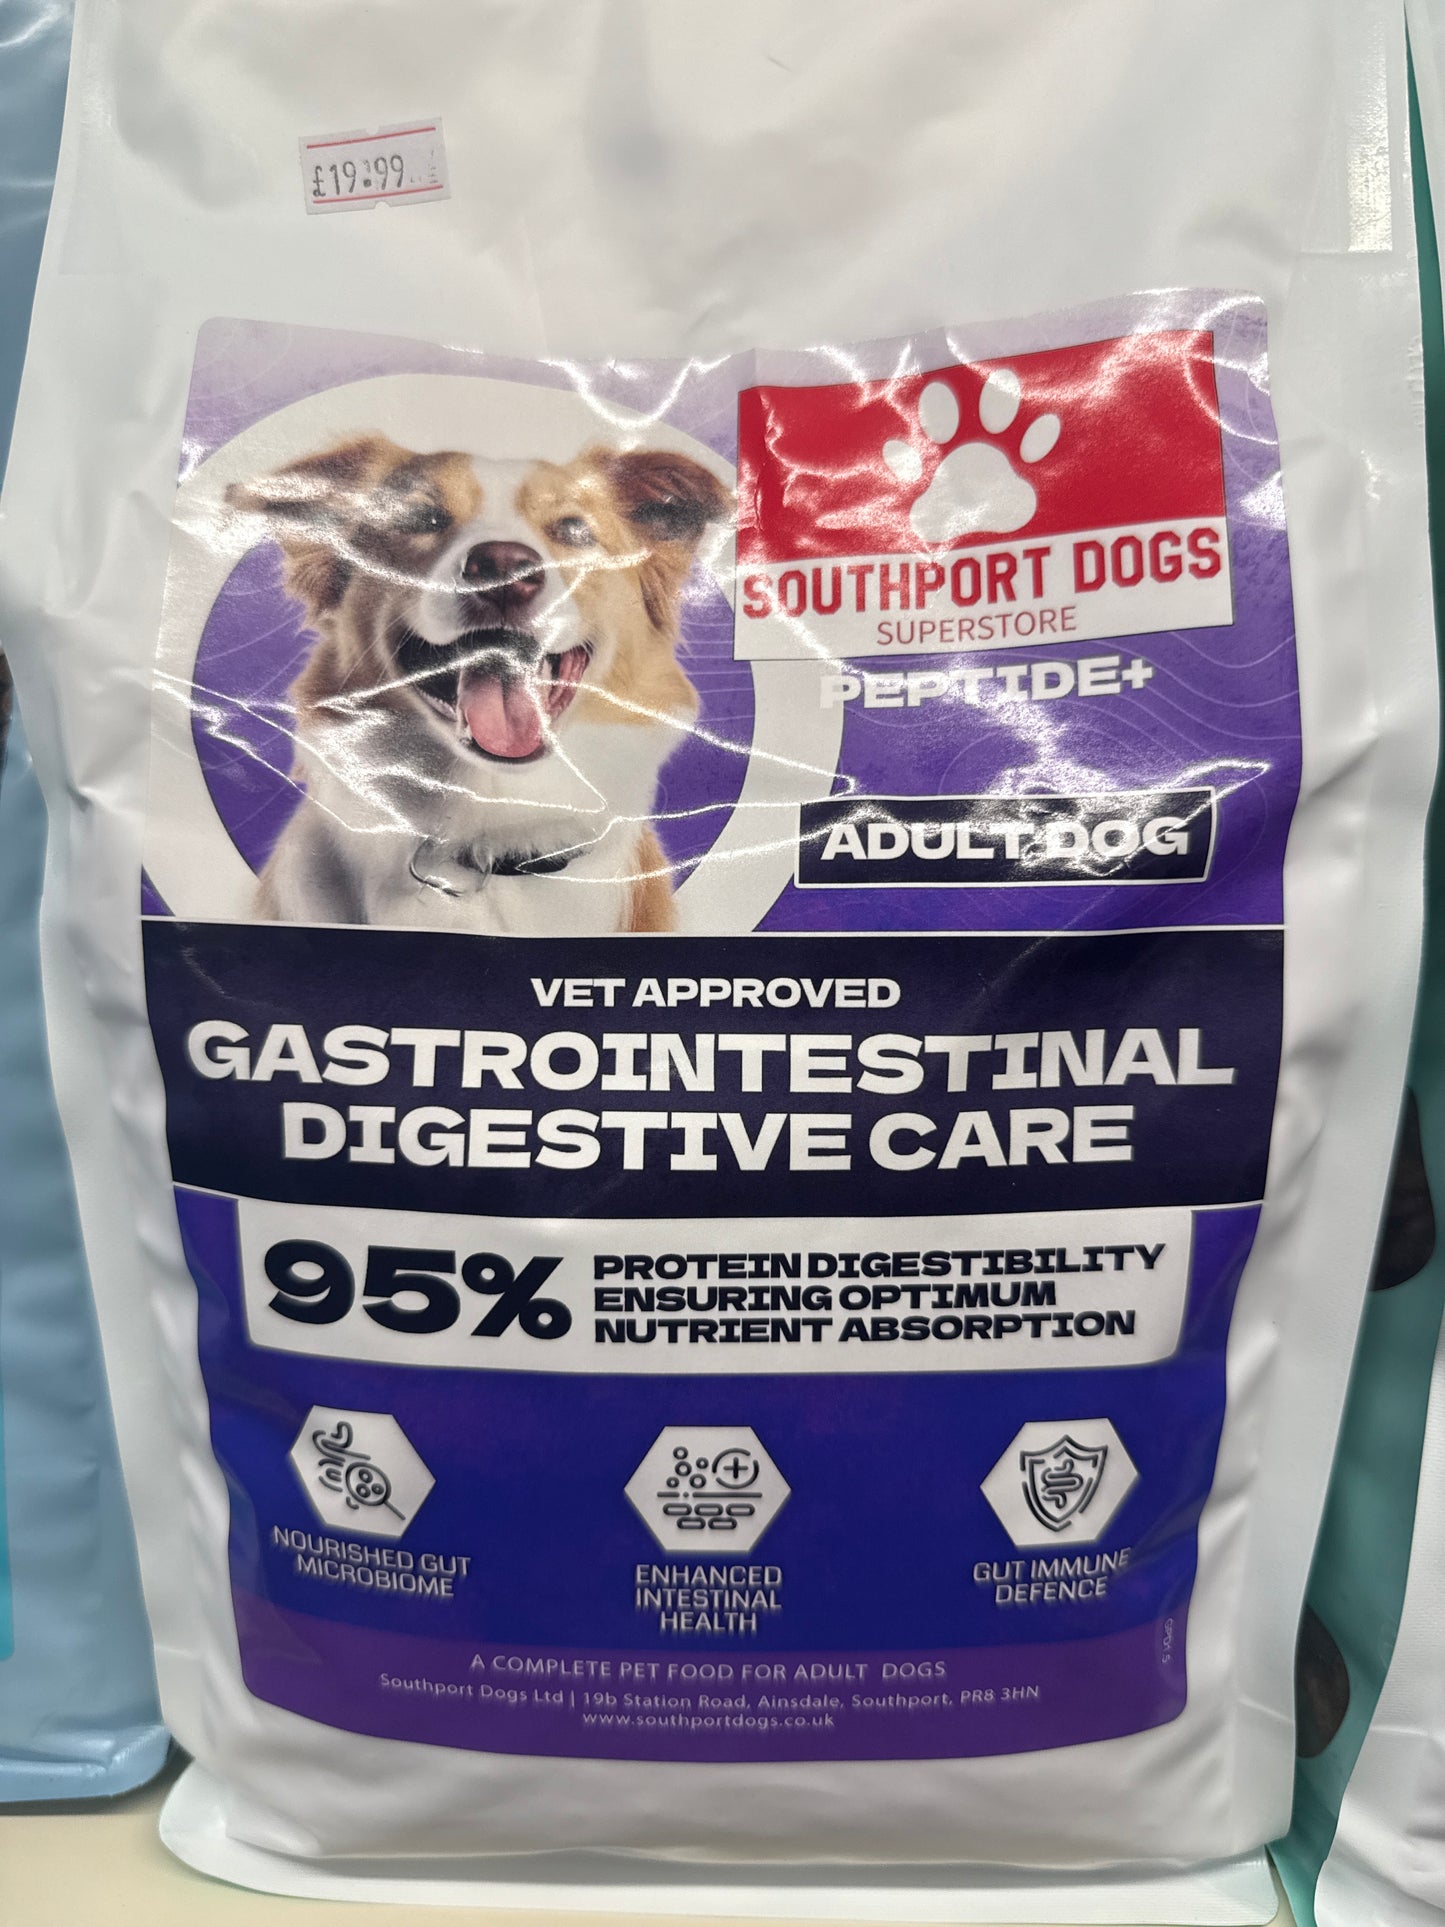 £19.99
SOUTHPORT DOGS
SUPERSTORE
PEPTIDE+
ADULT DOG
VET APPROVED
GASTROINTESTINAL
DIGESTIVE CARE
95%
PROTEIN DIGESTIBILITY
ENSURING OPTIMUM
NUTRIENT ABSORPTION
NOURISHED GUT
MICROBIOME
ENHANCED
INTESTINAL
HEALTH
GUT IMMUNE
DEFENCE
A COMPLETE PET FOOD FOR ADULT DOGS
Southport Dogs Ltd | 19b Station Road, Ainsdale, Southport, PR8 3HN
www.southportdogs.co.uk